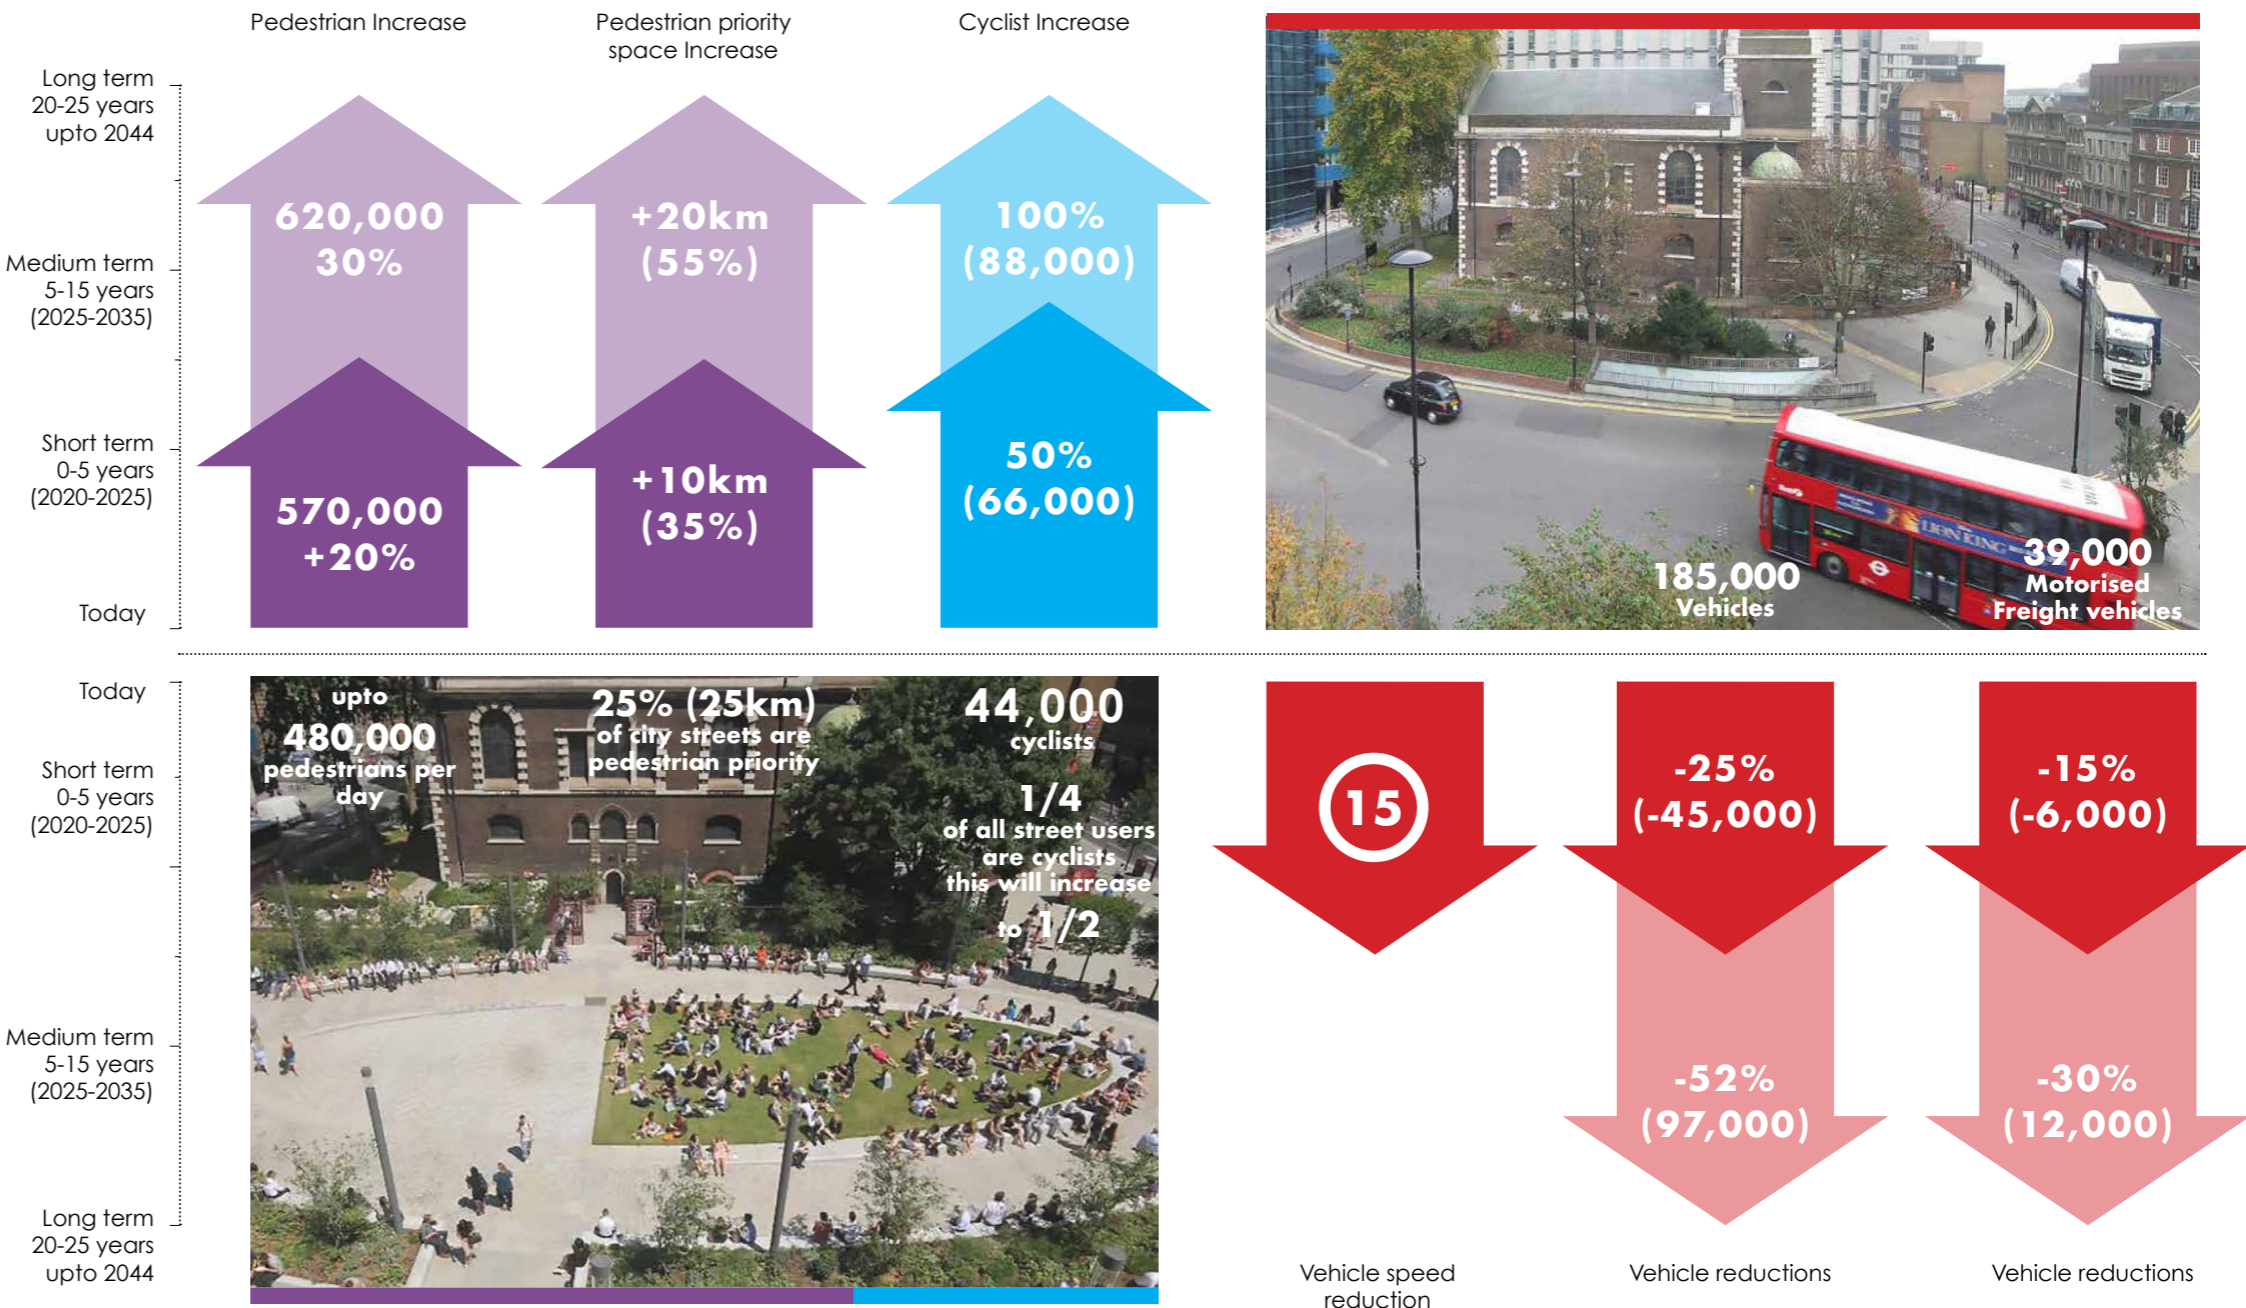 Pedestrian Increase
Pedestrian priority
space Increase
Cyclist Increase
Long term
20-25 years
upto 2044
Medium term
5-15 years
(2025-2035)
Short term
0-5 years
(2020-2025)
Today
620,000
30%
+20km
(55%)
100%
(88,000)
570,000
+20%
+10km
(35%)
50%
(66,000)
LION KING
185,000
Vehicles
39,000
Motorised
Freight vehicles
Today
Short term
0-5 years
(2020-2025)
Medium term
5-15 years
(2025-2035)
Long term
20-25 years
upto 2044
upto
480,000
pedestrians per
day
25% (25km)
of city streets are
pedestrian priority
44,000
cyclists
1/4
of all street users
are cyclists
this will increase
to 1/2
15
-25%
(-45,000)
-15%
(-6,000)
-52%
(97,000)
-30%
(12,000)
Vehicle speed
reduction
Vehicle reductions
Vehicle reductions